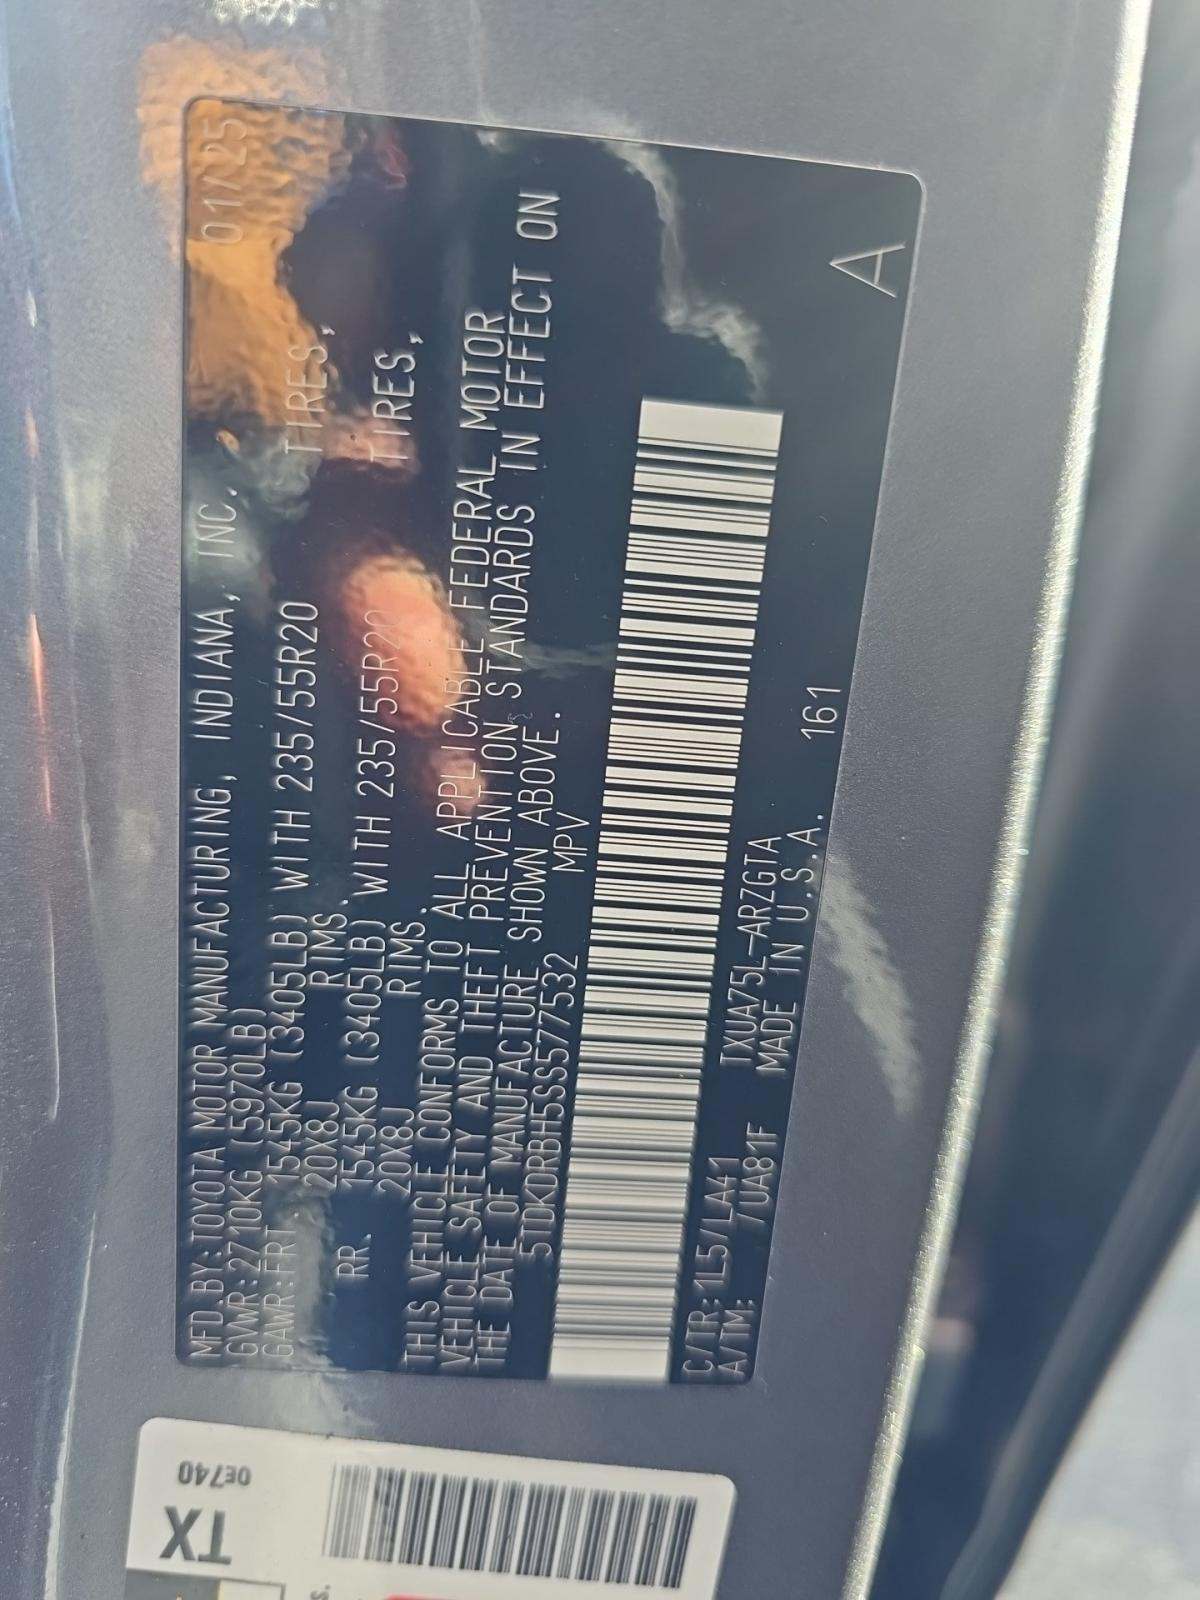 MFD.BY:TOYOTA MOTOR MANUFACTURING, INDIANA, INC. 01/25
GVWR:2710KG (5970LB)
GAWR:FRT 1545KG (3405LB) WITH 235/55R20 TIRES,
20X8J RIMS.
RR. 1545KG (3405LB) WITH 235/55R20 TIRES,
20X8J RIMS.
THIS VEHICLE CONFORMS TO ALL APPLICABLE FEDERAL MOTOR
VEHICLE SAFETY AND THEFT PREVENTION STANDARDS IN EFFECT ON
THE DATE OF MANUFACTURE SHOWN ABOVE.
5TDKDRBH5SS577532 MPV
C/TR:1L5/LA41 TXUA75L-ARZGTA
A/TM: /UA81F MADE IN U.S.A. 161
A
0E740
TX